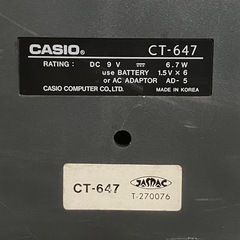 CASIO® CT-647
RATING: DC 9 V ⎓ 6.7W
use BATTERY 1.5V × 6
or AC ADAPTOR AD-5
CASIO COMPUTER CO., LTD. MADE IN KOREA
CT-647
JASRAC
T-270076